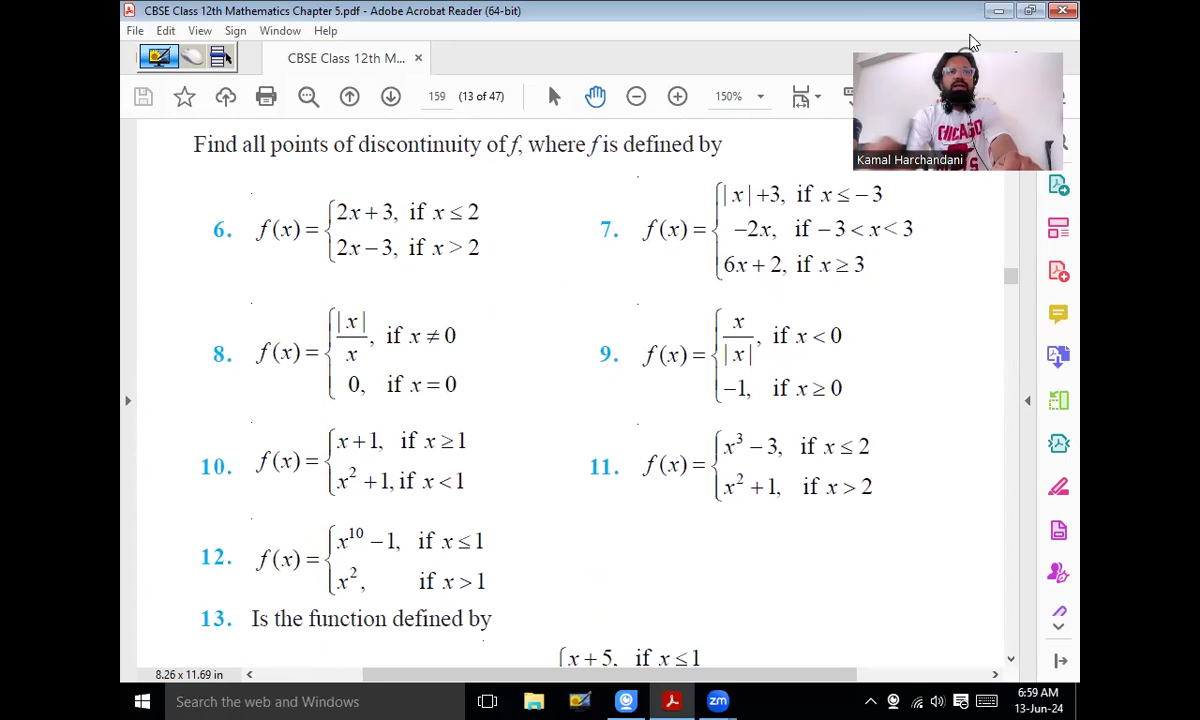 CBSE Class 12th Mathematics Chapter 5.pdf - Adobe Acrobat Reader (64-bit)
File Edit View Sign Window Help
CBSE Class 12th M... ×
159 (13 of 47) 150%
Kamal Harchandani
Find all points of discontinuity of f, where f is defined by
6. f(x) = { 2x + 3, if x ≤ 2
2x − 3, if x > 2
7. f(x) = { |x| + 3, if x ≤ − 3
−2x, if − 3 < x < 3
6x + 2, if x ≥ 3
8. f(x) = { |x|/x, if x ≠ 0
0, if x = 0
9. f(x) = { x/|x|, if x < 0
−1, if x ≥ 0
10. f(x) = { x + 1, if x ≥ 1
x² + 1, if x < 1
11. f(x) = { x³ − 3, if x ≤ 2
x² + 1, if x > 2
12. f(x) = { x¹⁰ − 1, if x ≤ 1
x², if x > 1
13. Is the function defined by
x + 5, if x ≤ 1
8.26 x 11.69 in
Search the web and Windows
zm
6:59 AM
13-Jun-24
CHICAGO